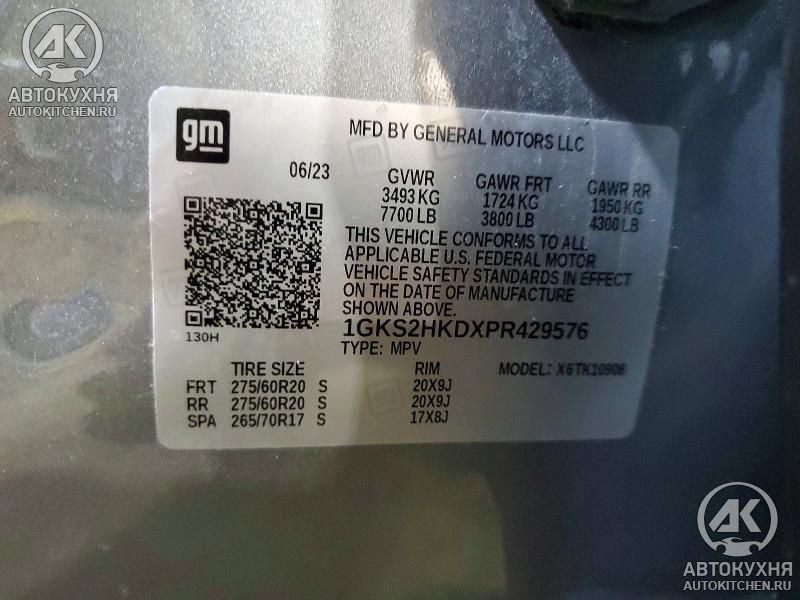 AK
АВТОКУХНЯ
AUTOKITCHEN.RU
gm
MFD BY GENERAL MOTORS LLC
06/23
GVWR GAWR FRT GAWR RR
3493 KG 1724 KG 1950 KG
7700 LB 3800 LB 4300 LB
THIS VEHICLE CONFORMS TO ALL
APPLICABLE U.S. FEDERAL MOTOR
VEHICLE SAFETY STANDARDS IN EFFECT
ON THE DATE OF MANUFACTURE
SHOWN ABOVE.
130H
1GKS2HKDXPR429576
TYPE: MPV
TIRE SIZE RIM MODEL: X6TK10906
FRT 275/60R20 S 20X9J
RR 275/60R20 S 20X9J
SPA 265/70R17 S 17X8J
AK
АВТОКУХНЯ
AUTOKITCHEN.RU